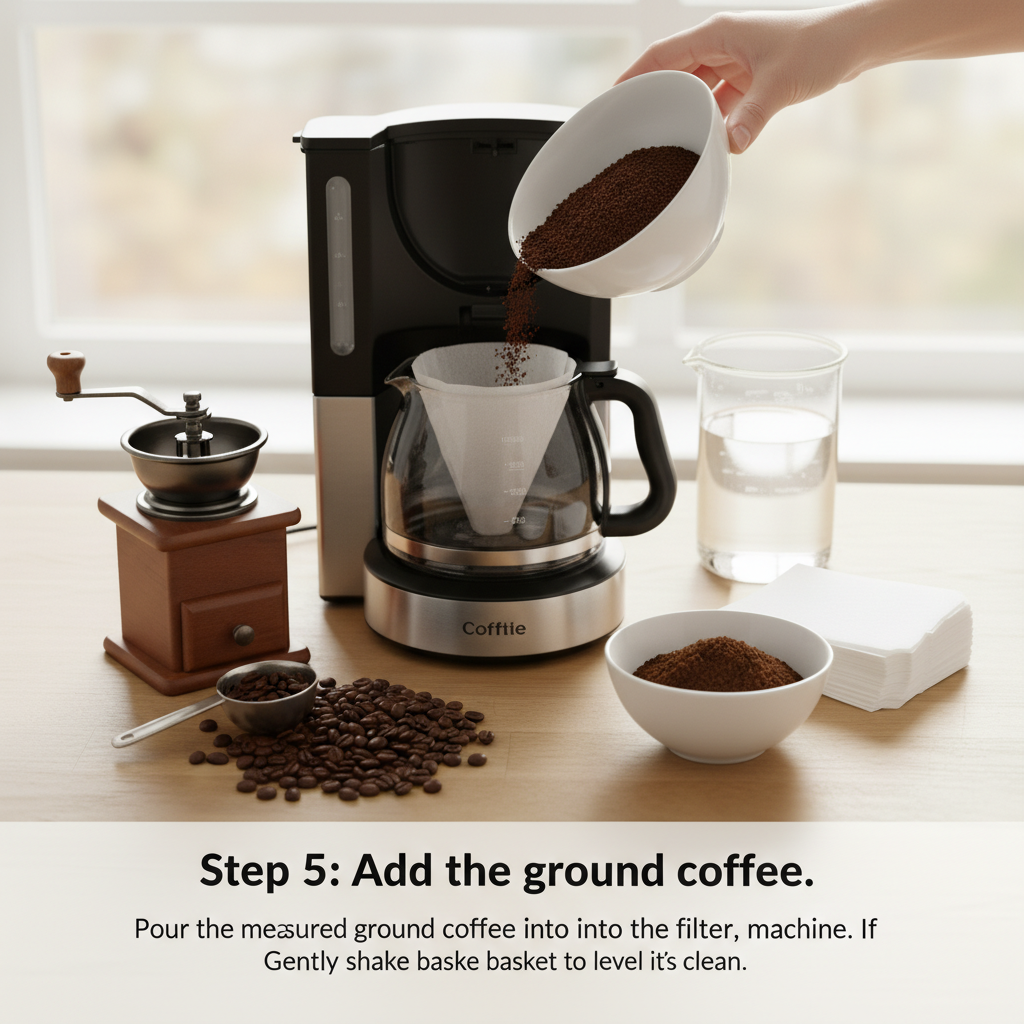 Cofftie
Step 5: Add the ground coffee.
Pour the measured ground coffee into into the filter, machine. If
Gently shake baske basket to level it's clean.